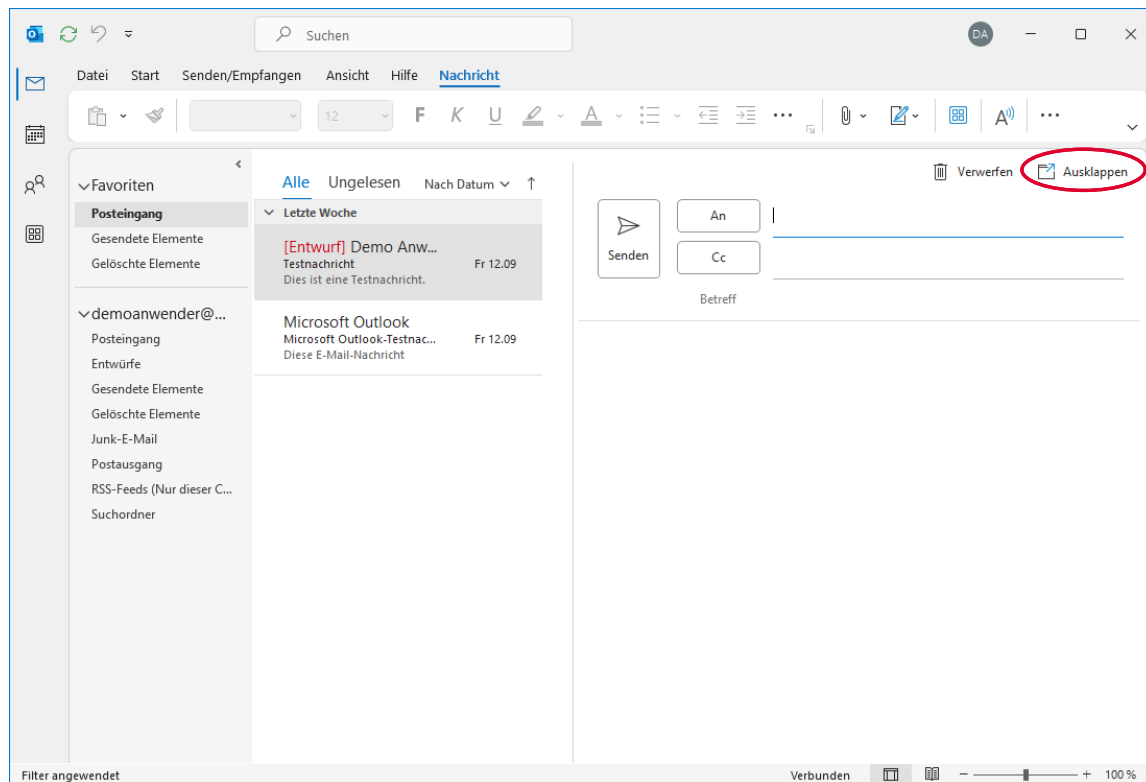 Suchen
DA
Datei Start Senden/Empfangen Ansicht Hilfe Nachricht
12 F K U A A
Favoriten
Posteingang
Gesendete Elemente
Gelöschte Elemente
demoanwender@...
Posteingang
Entwürfe
Gesendete Elemente
Gelöschte Elemente
Junk-E-Mail
Postausgang
RSS-Feeds (Nur dieser C...
Suchordner
Alle Ungelesen Nach Datum
Letzte Woche
[Entwurf] Demo Anw...
Testnachricht Fr 12.09
Dies ist eine Testnachricht.
Microsoft Outlook
Microsoft Outlook-Testnac... Fr 12.09
Diese E-Mail-Nachricht
Verwerfen Ausklappen
Senden
An
Cc
Betreff
Filter angewendet Verbunden 100 %